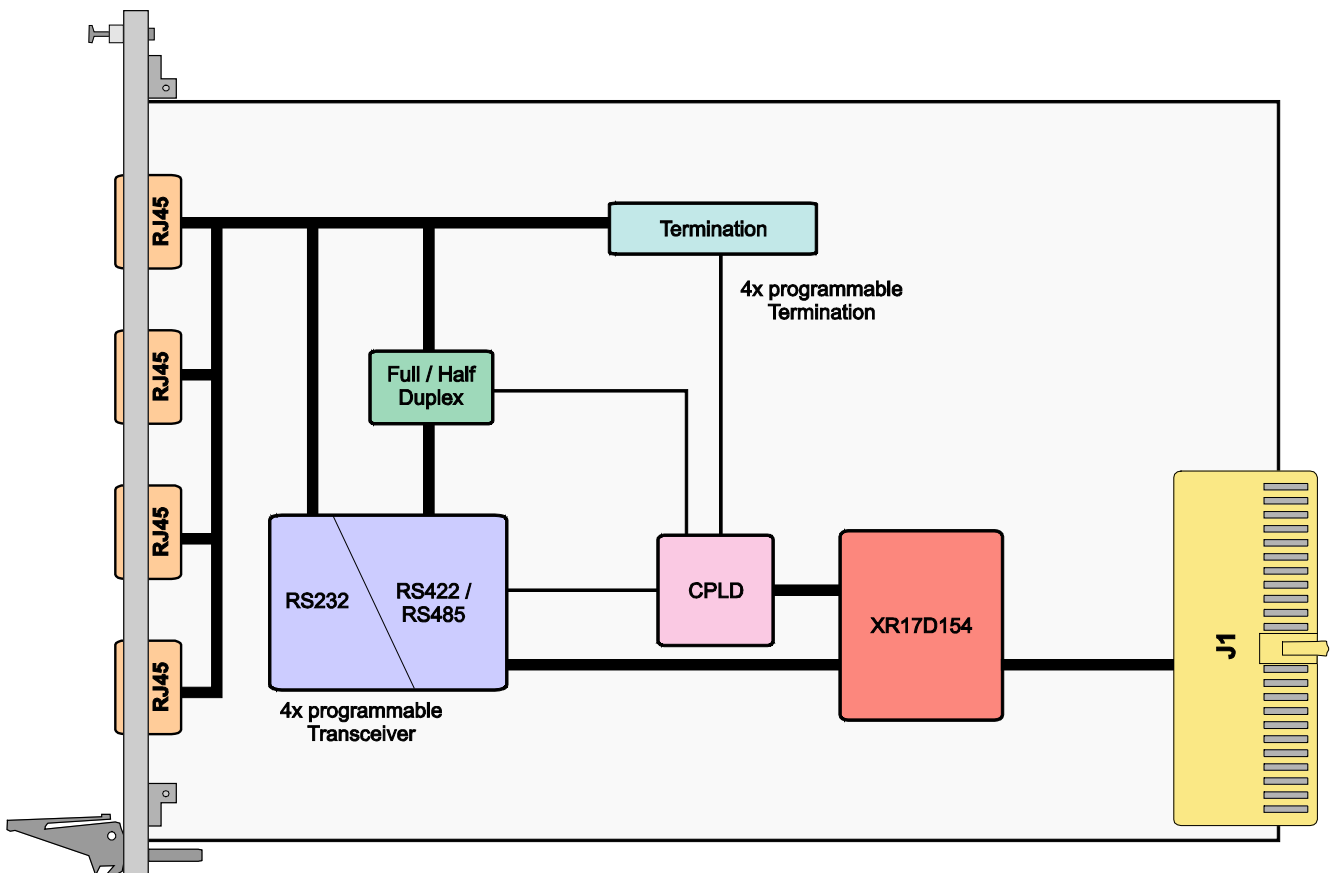 RJ45
Termination
4x programmable
Termination
RJ45
Full / Half
Duplex
RJ45
RS232
RS422 /
RS485
CPLD
XR17D154
J1
RJ45
4x programmable
Transceiver